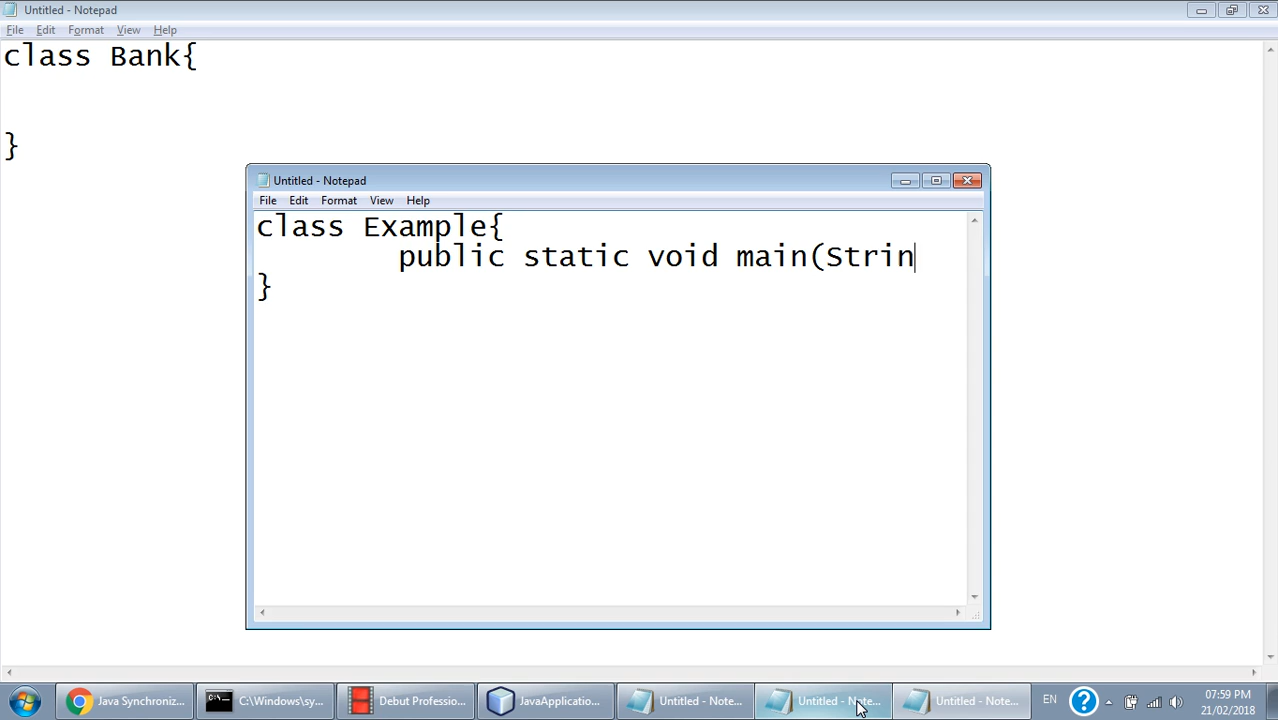 Untitled - Notepad
File Edit Format View Help
class Bank{
}
Untitled - Notepad
File Edit Format View Help
class Example{
public static void main(Strin
}
Java Synchroniz...
C:\Windows\sy...
Debut Professio...
JavaApplicatio...
Untitled - Note...
Untitled - Note...
Untitled - Note...
EN
07:59 PM
21/02/2018